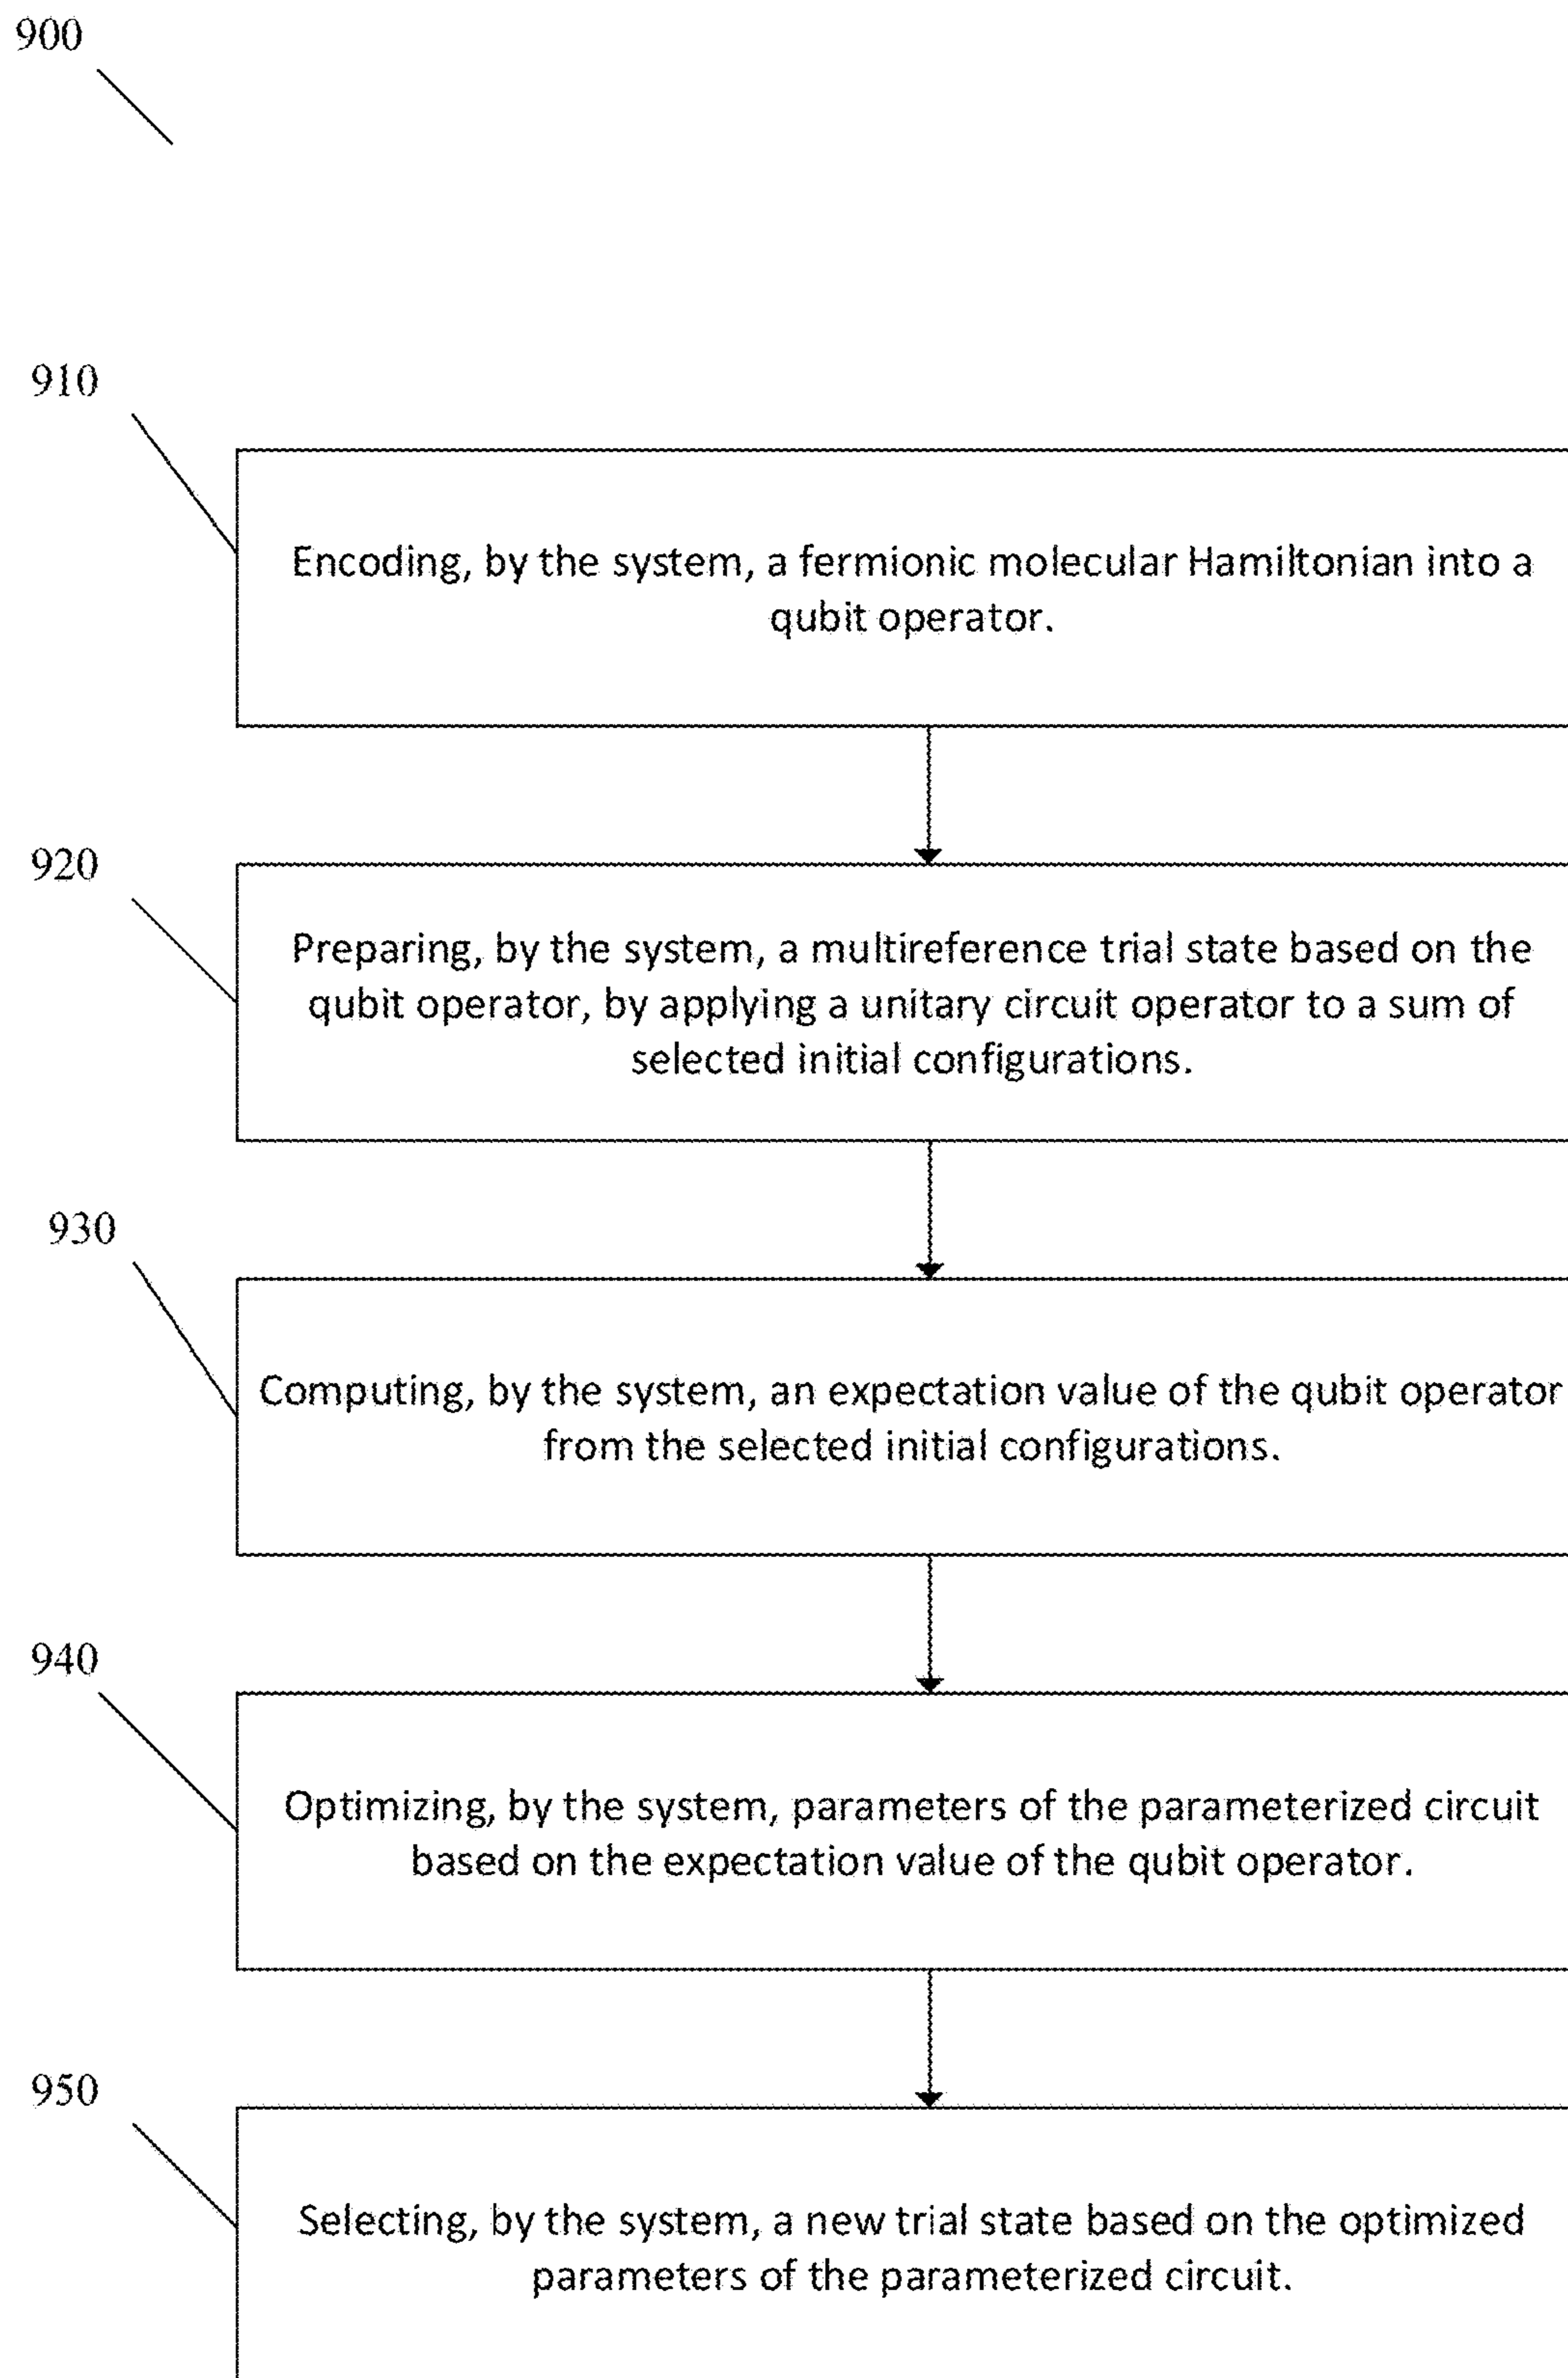 900
910
Encoding, by the system, a fermionic molecular Hamiltonian into a
qubit operator.
920
Preparing, by the system, a multireference trial state based on the
qubit operator, by applying a unitary circuit operator to a sum of
selected initial configurations.
930
Computing, by the system, an expectation value of the qubit operator
from the selected initial configurations.
940
Optimizing, by the system, parameters of the parameterized circuit
based on the expectation value of the qubit operator.
950
Selecting, by the system, a new trial state based on the optimized
parameters of the parameterized circuit.